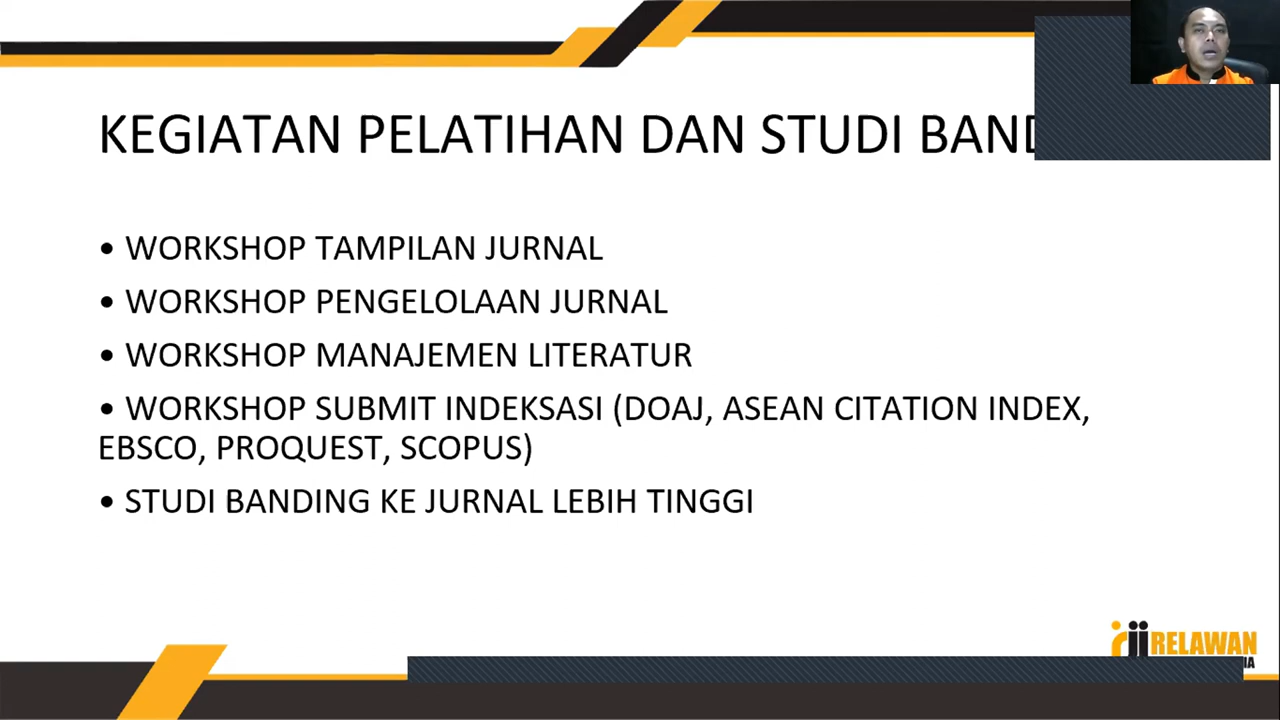 KEGIATAN PELATIHAN DAN STUDI
• WORKSHOP TAMPILAN JURNAL
• WORKSHOP PENGELOLAAN JURNAL
• WORKSHOP MANAJEMEN LITERATUR
• WORKSHOP SUBMIT INDEKSASI (DOAJ, ASEAN CITATION INDEX,
EBSCO, PROQUEST, SCOPUS)
• STUDI BANDING KE JURNAL LEBIH TINGGI
RELAWAN